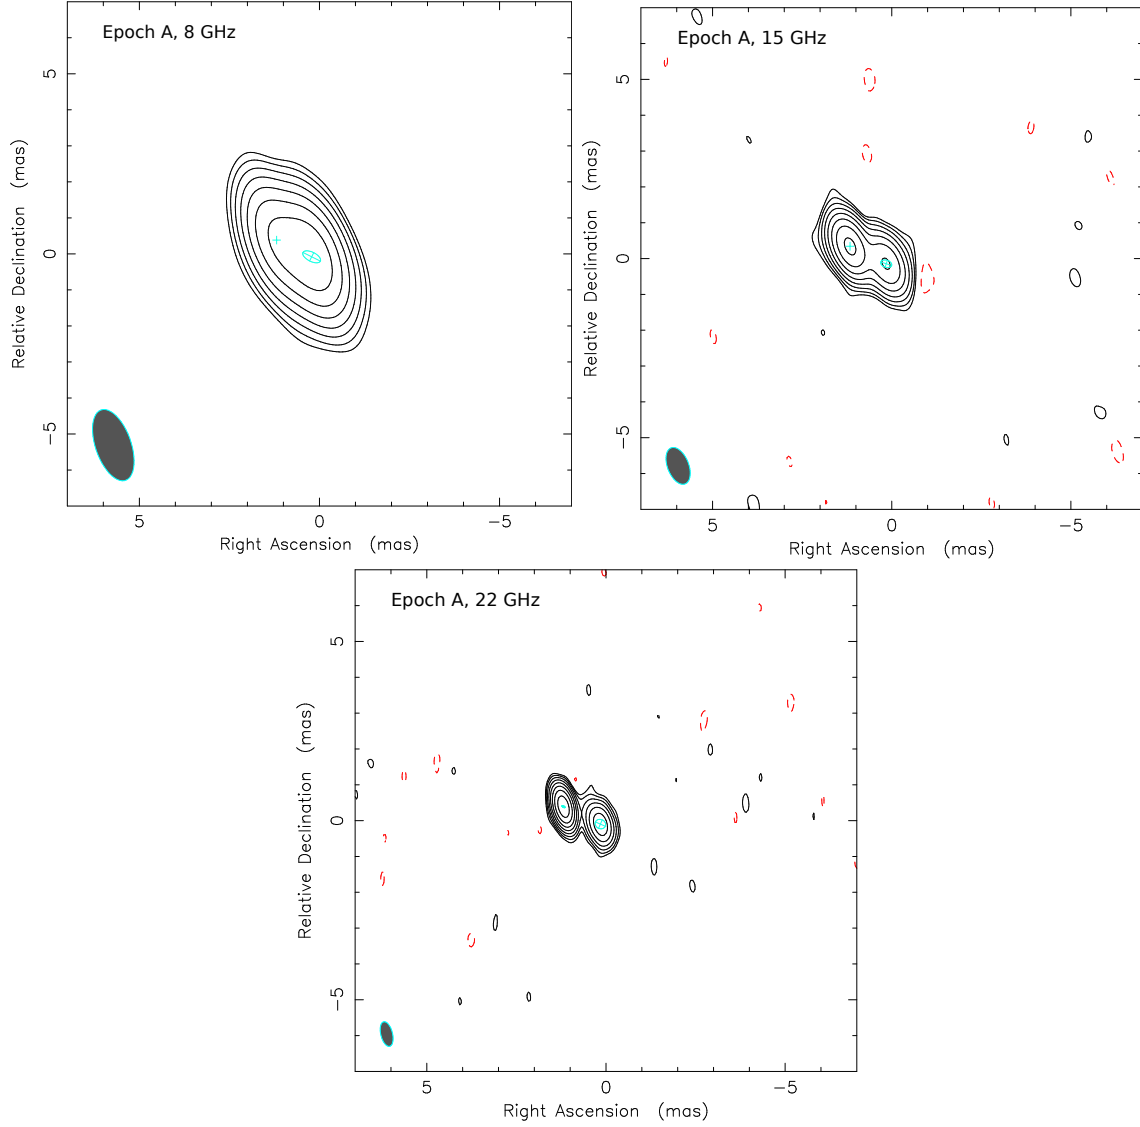 Epoch A, 8 GHz
Relative Declination (mas)
5
0
−5
5
0
−5
Right Ascension (mas)
Epoch A, 15 GHz
Relative Declination (mas)
5
0
−5
5
0
−5
Right Ascension (mas)
Epoch A, 22 GHz
Relative Declination (mas)
5
0
−5
5
0
−5
Right Ascension (mas)